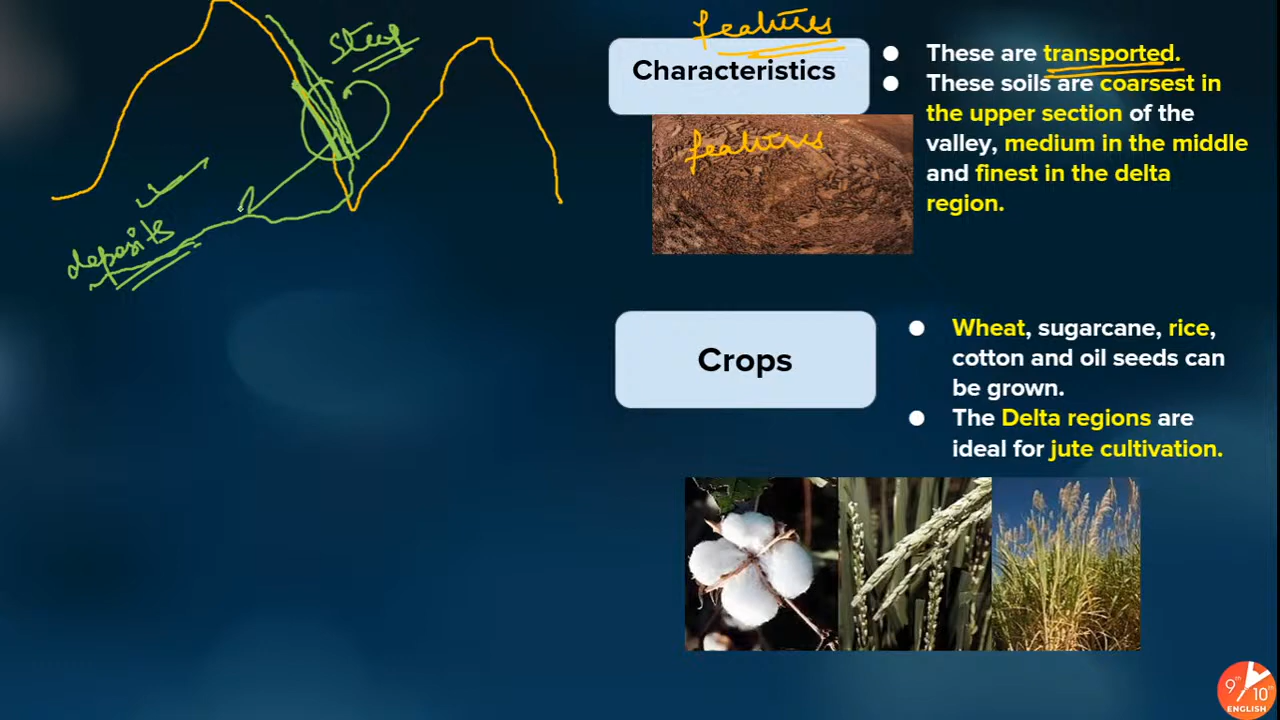 features
Characteristics
features
These are transported.
These soils are coarsest in
the upper section of the
valley, medium in the middle
and finest in the delta
region.
steep
deposits
Crops
Wheat, sugarcane, rice,
cotton and oil seeds can
be grown.
The Delta regions are
ideal for jute cultivation.
9th
10th
ENGLISH